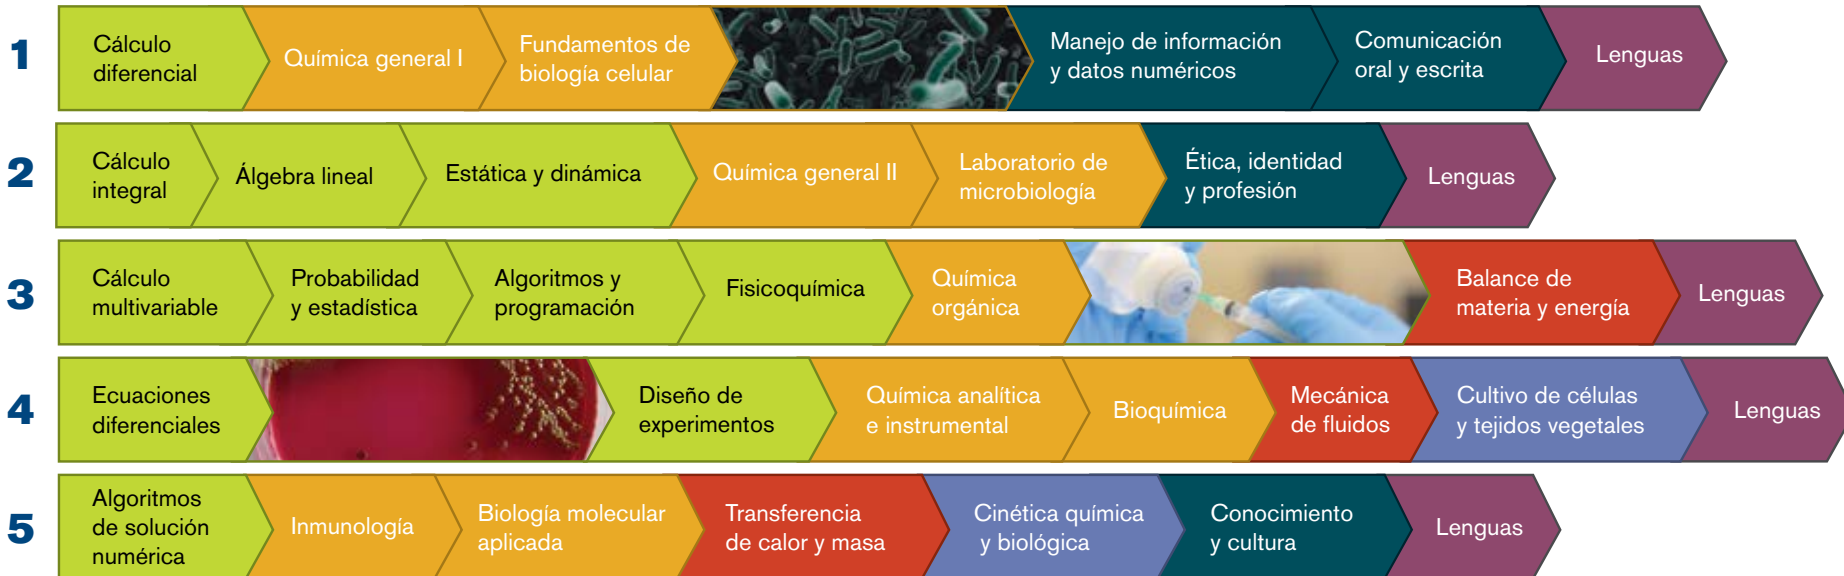 1
Cálculo
diferencial
Química general I
Fundamentos de
biología celular
Manejo de información
y datos numéricos
Comunicación
oral y escrita
Lenguas
2
Cálculo
integral
Álgebra lineal
Estática y dinámica
Química general II
Laboratorio de
microbiología
Ética, identidad
y profesión
Lenguas
3
Cálculo
multivariable
Probabilidad
y estadística
Algoritmos y
programación
Fisicoquímica
Química
orgánica
Balance de
materia y energía
Lenguas
4
Ecuaciones
diferenciales
Diseño de
experimentos
Química analítica
e instrumental
Bioquímica
Mecánica
de fluidos
Cultivo de células
y tejidos vegetales
Lenguas
5
Algoritmos
de solución
numérica
Inmunología
Biología molecular
aplicada
Transferencia
de calor y masa
Cinética química
y biológica
Conocimiento
y cultura
Lenguas